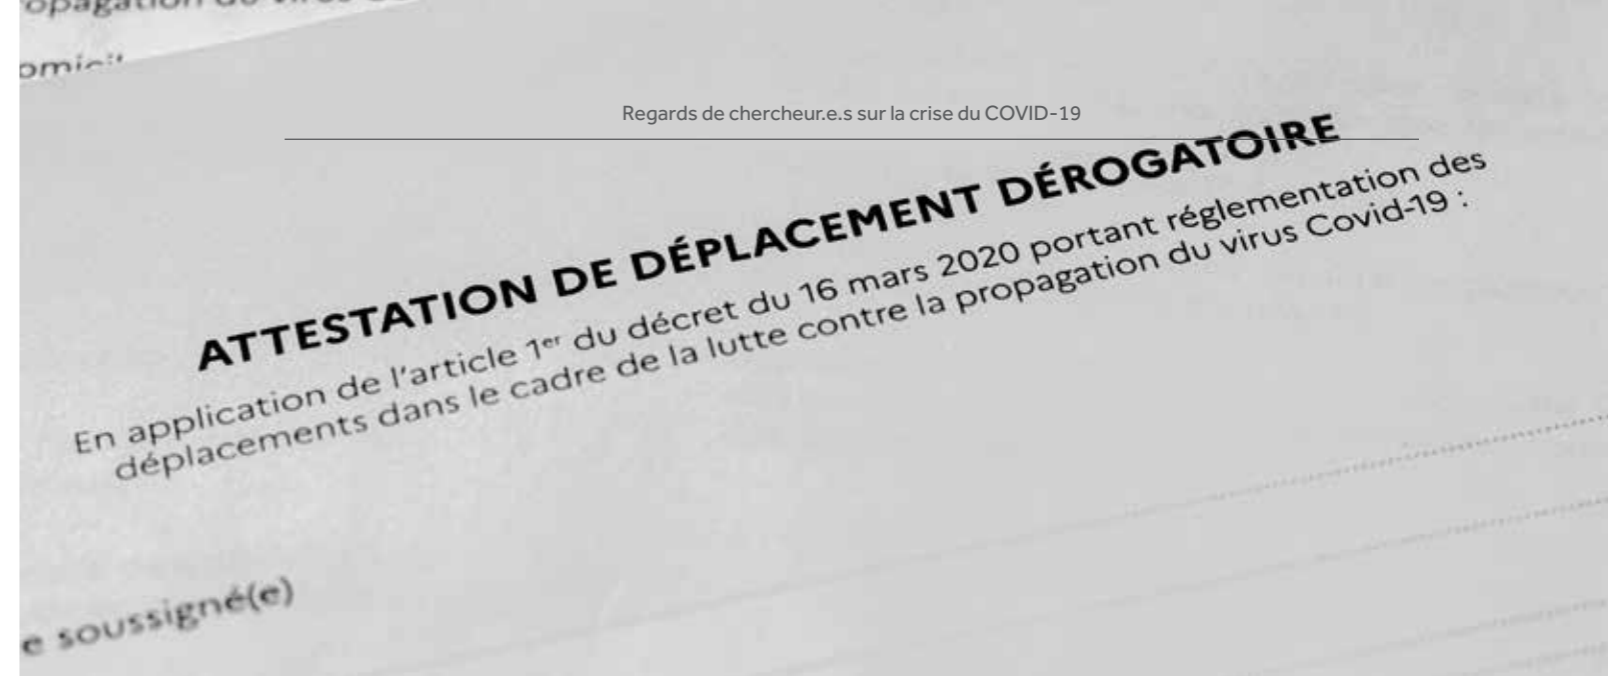 Regards de chercheur.e.s sur la crise du COVID-19
ATTESTATION DE DÉPLACEMENT DÉROGATOIRE
En application de l'article 1er du décret du 16 mars 2020 portant réglementation des
déplacements dans le cadre de la lutte contre la propagation du virus Covid-19 :
soussigné(e)